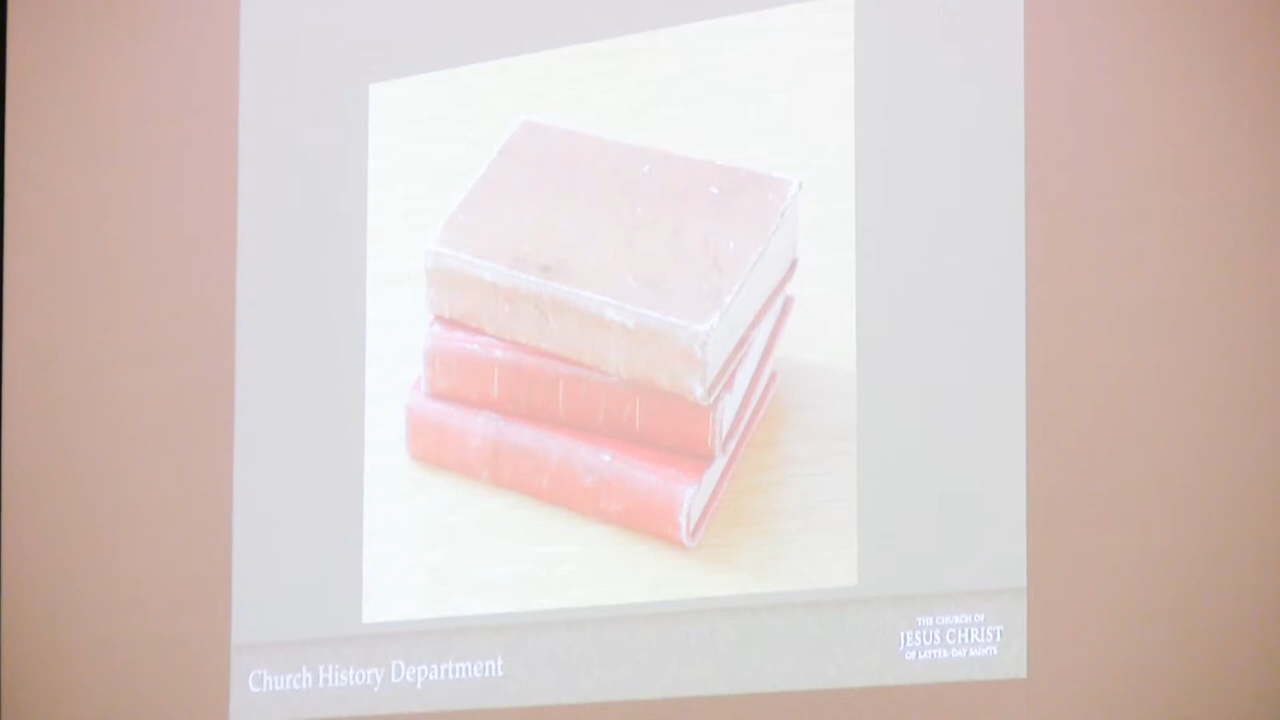 THE CHURCH OF
JESUS CHRIST
OF LATTER-DAY SAINTS
Church History Department